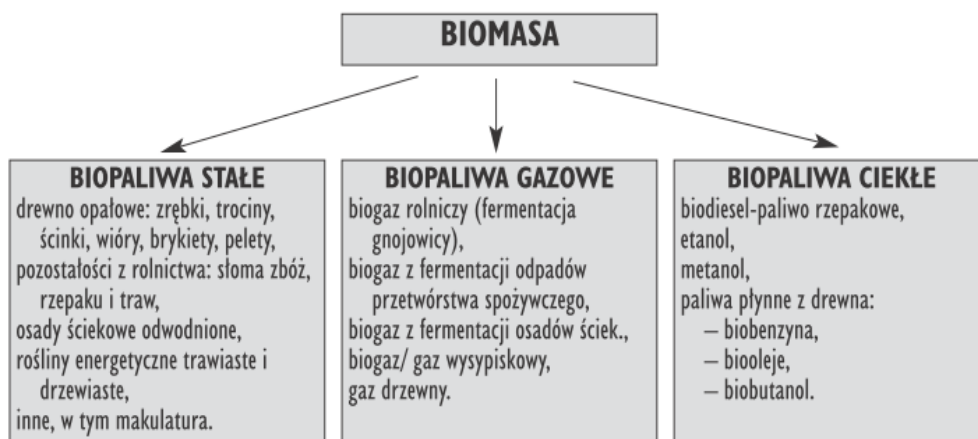 BIOMASA
BIOPALIWA STAŁE
drewno opałowe: zrębki, trociny,
ścinki, wióry, brykiety, pelety,
pozostałości z rolnictwa: słoma zbóż,
rzepaku i traw,
osady ściekowe odwodnione,
rośliny energetyczne trawiaste i
drzewiaste,
inne, w tym makulatura.
BIOPALIWA GAZOWE
biogaz rolniczy (fermentacja
gnojowicy),
biogaz z fermentacji odpadów
przetwórstwa spożywczego,
biogaz z fermentacji osadów ściek.,
biogaz/ gaz wysypiskowy,
gaz drzewny.
BIOPALIWA CIEKŁE
biodiesel-paliwo rzepakowe,
etanol,
metanol,
paliwa płynne z drewna:
– biobenzyna,
– biooleje,
– biobutanol.